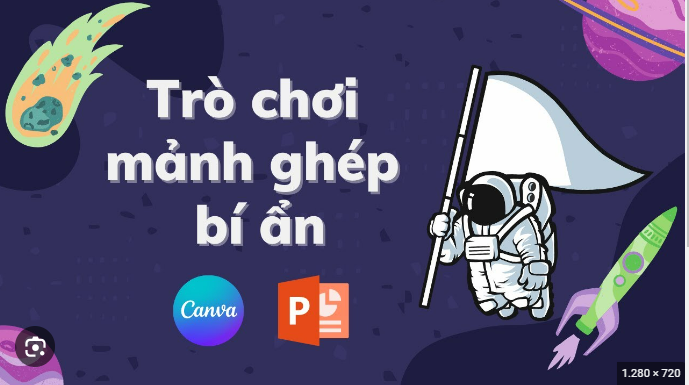 Trò chơi
mảnh ghép
bí ẩn
Canva
P
1.280 × 720